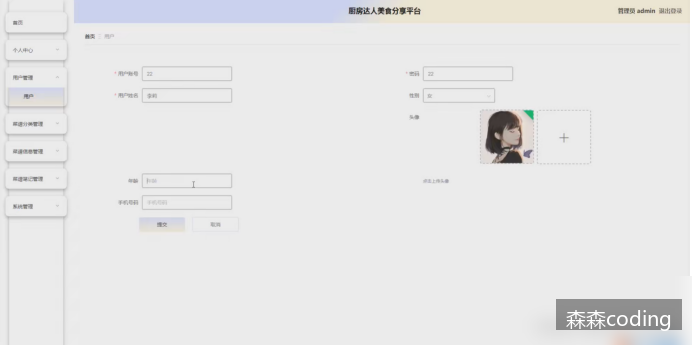 厨房达人美食分享平台
管理员 admin 退出登录
首页
首页 / 用户
个人中心
用户管理
用户
菜谱分类管理
菜谱信息管理
菜谱笔记管理
系统管理
* 用户账号 22
* 密码 22
* 用户姓名
性别 女
头像
年龄 年龄
点击上传头像
手机号码 手机号码
提交 取消
森森coding